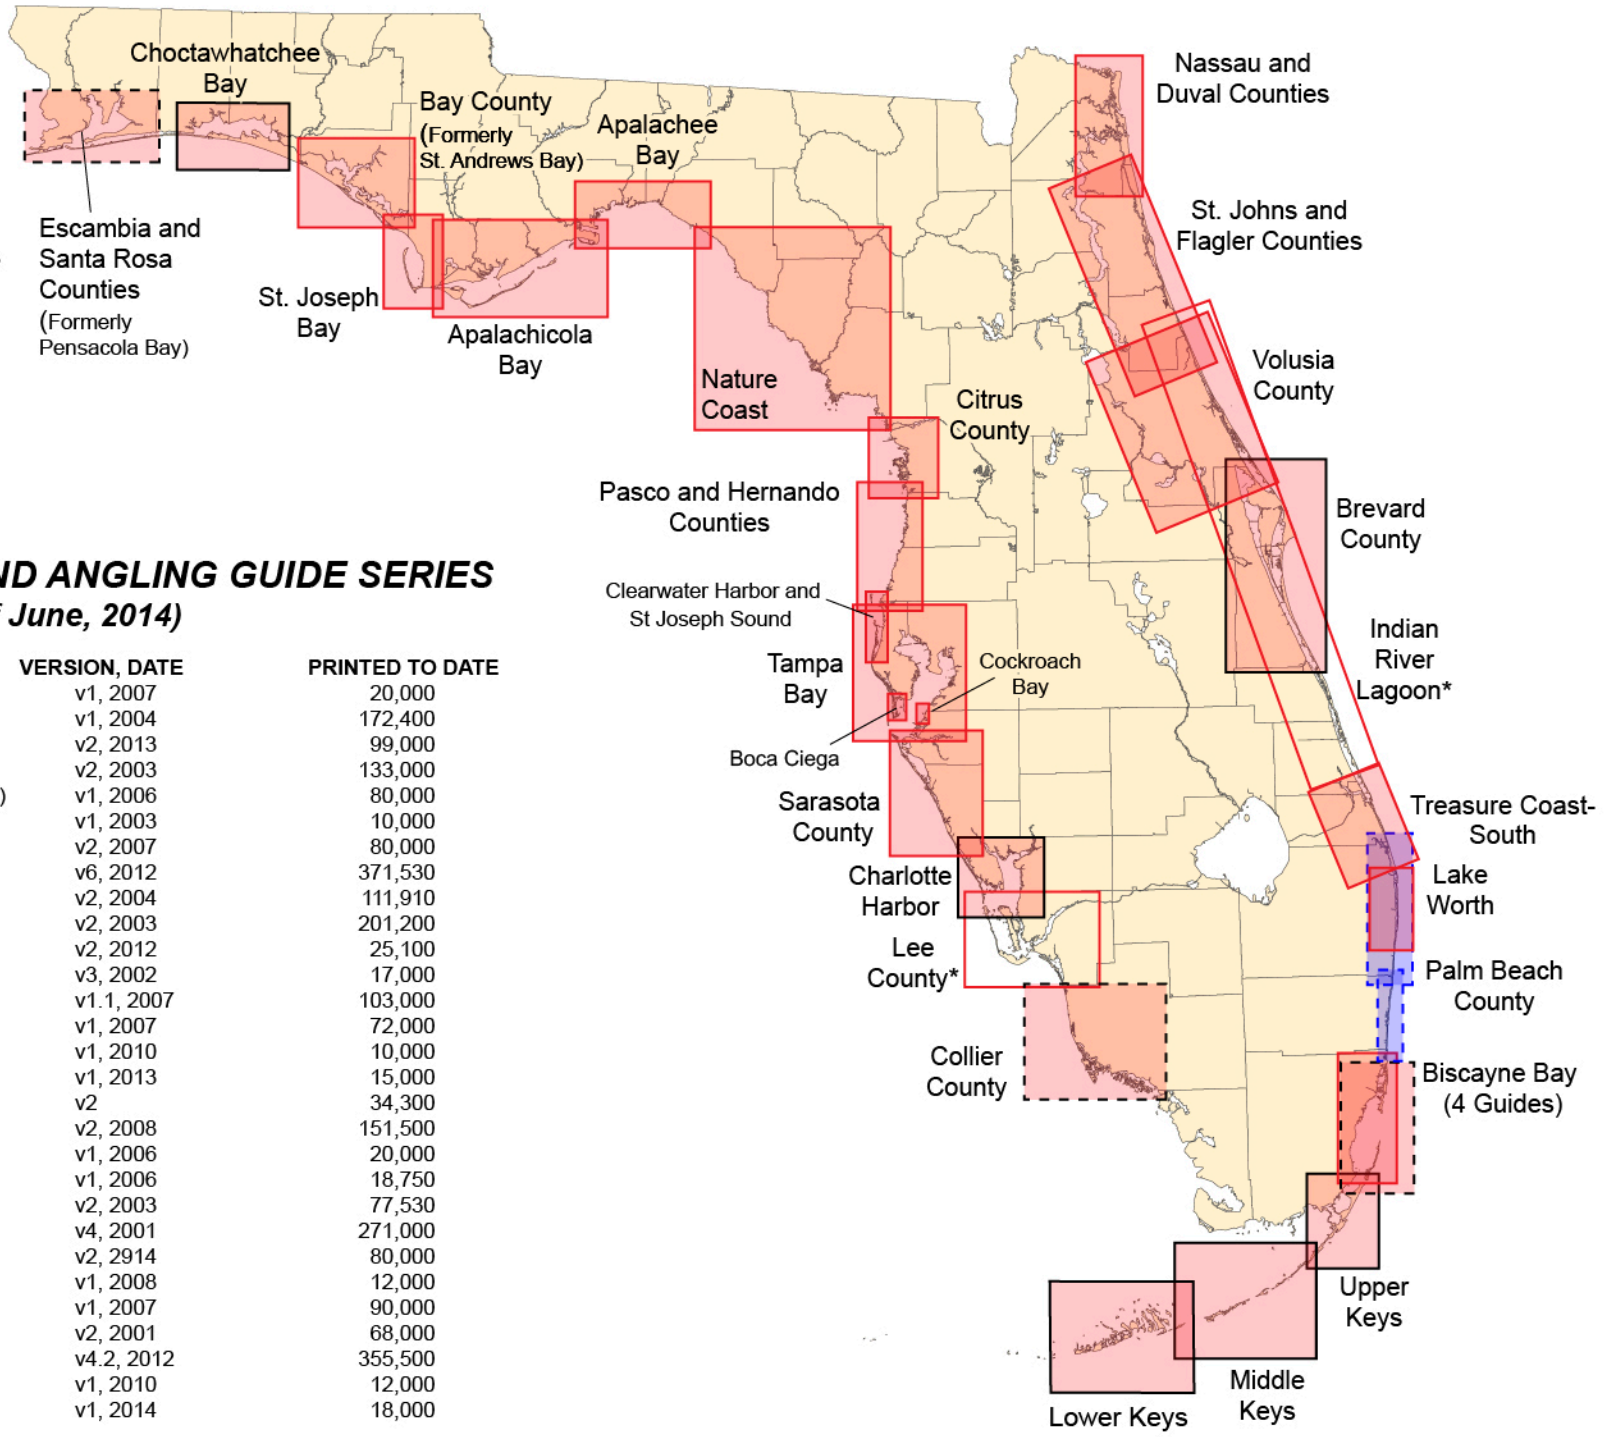 Choctawhatchee
Bay
Bay County
(Formerly
St. Andrews Bay)
Apalachee
Bay
Nassau and
Duval Counties
Escambia and
Santa Rosa
Counties
(Formerly
Pensacola Bay)
St. Joseph
Bay
Apalachicola
Bay
St. Johns and
Flagler Counties
Nature
Coast
Citrus
County
Volusia
County
Pasco and Hernando
Counties
Brevard
County
Clearwater Harbor and
St Joseph Sound
Tampa
Bay
Cockroach
Bay
Boca Ciega
Indian
River
Lagoon*
Sarasota
County
Treasure Coast-
South
Charlotte
Harbor
Lake
Worth
Lee
County*
Palm Beach
County
Collier
County
Biscayne Bay
(4 Guides)
Upper
Keys
Middle
Keys
Lower Keys
ND ANGLING GUIDE SERIES
June, 2014)
VERSION, DATE PRINTED TO DATE
v1, 2007 20,000
v1, 2004 172,400
v2, 2013 99,000
v2, 2003 133,000
) v1, 2006 80,000
v1, 2003 10,000
v2, 2007 80,000
v6, 2012 371,530
v2, 2004 111,910
v2, 2003 201,200
v2, 2012 25,100
v3, 2002 17,000
v1.1, 2007 103,000
v1, 2007 72,000
v1, 2010 10,000
v1, 2013 15,000
v2 34,300
v2, 2008 151,500
v1, 2006 20,000
v1, 2006 18,750
v2, 2003 77,530
v4, 2001 271,000
v2, 2914 80,000
v1, 2008 12,000
v1, 2007 90,000
v2, 2001 68,000
v4.2, 2012 355,500
v1, 2010 12,000
v1, 2014 18,000